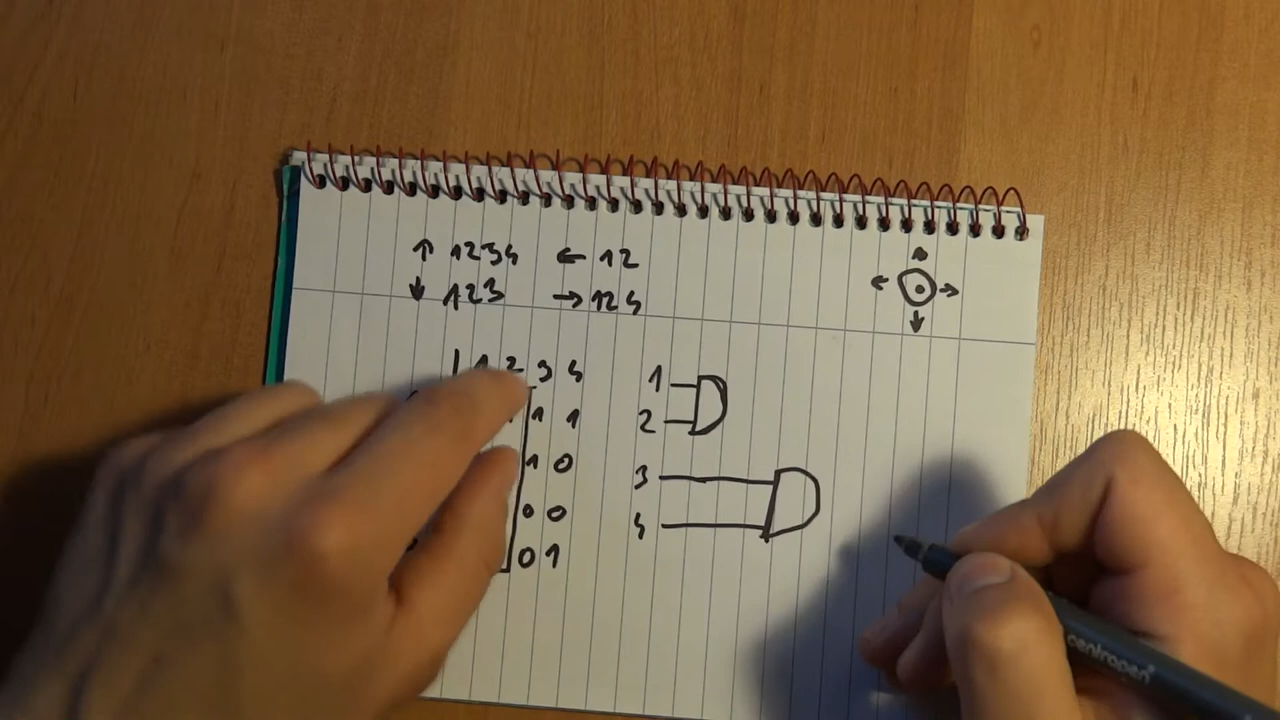 ↑ 1234 ← 12
↓ 123 → 124
1 2 3 4
1 1
1 0
0 0
0 1
1
2
3
4
centropen